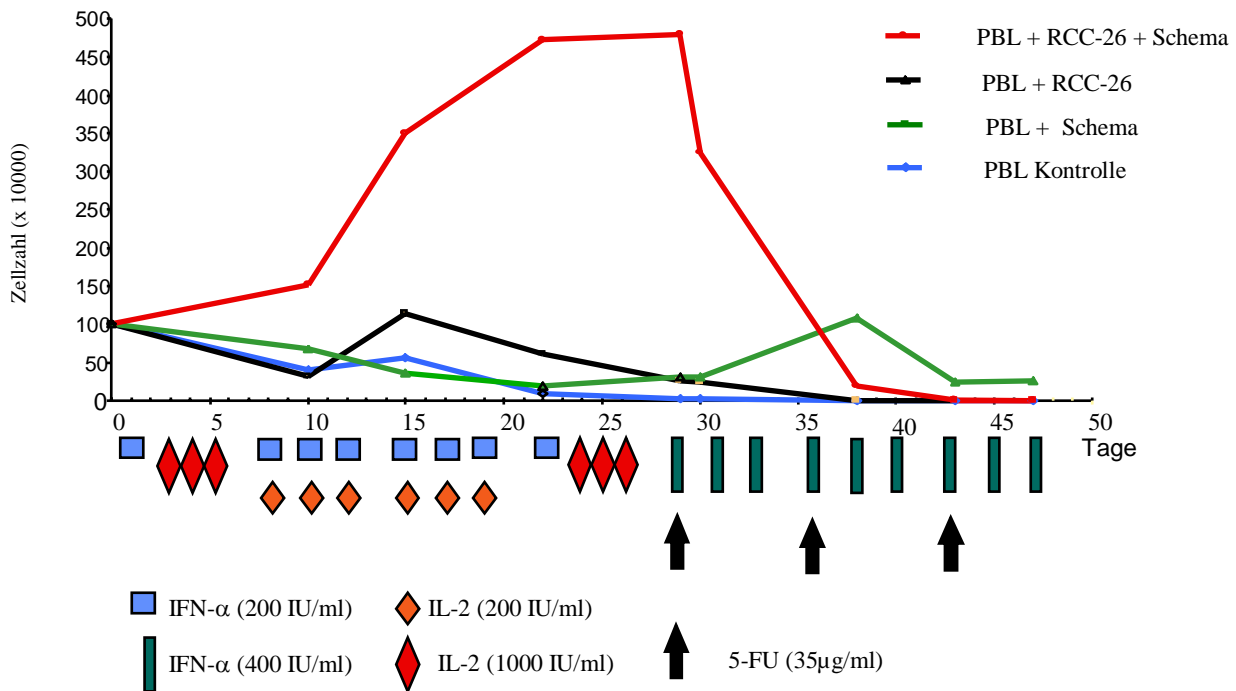 500
450
400
350
300
250
200
150
100
50
0
Zellzahl (x 10000)
PBL + RCC-26 + Schema
PBL + RCC-26
PBL + Schema
PBL Kontrolle
0 5 10 15 20 25 30 35 40 45 50
Tage
IFN-α (200 IU/ml) IL-2 (200 IU/ml)
IFN-α (400 IU/ml) IL-2 (1000 IU/ml) 5-FU (35µg/ml)